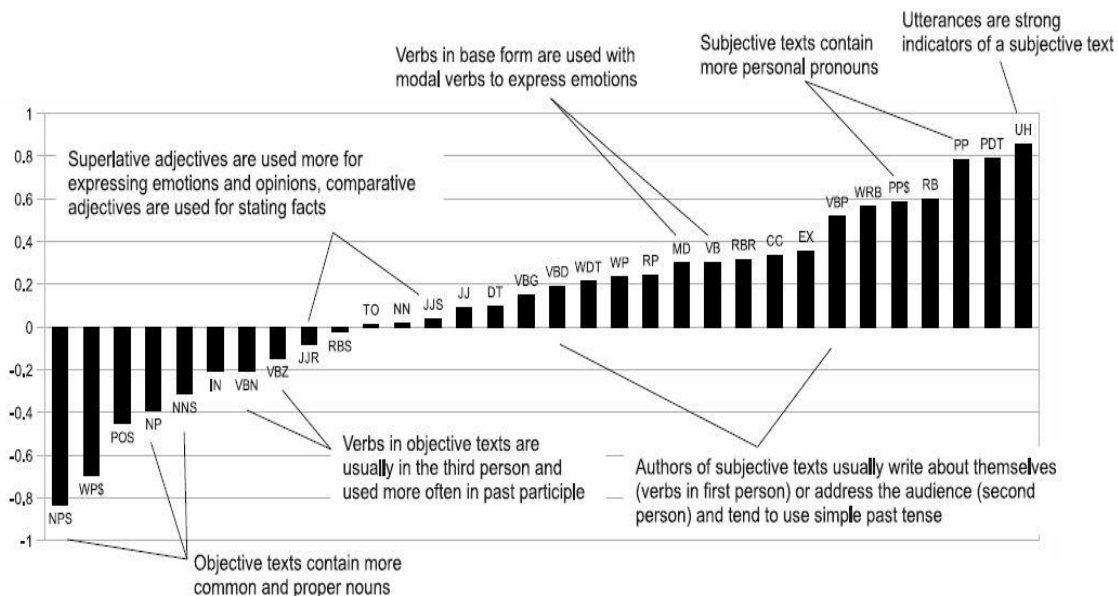 Utterances are strong
indicators of a subjective text
Subjective texts contain
more personal pronouns
Verbs in base form are used with
modal verbs to express emotions
Superlative adjectives are used more for
expressing emotions and opinions, comparative
adjectives are used for stating facts
1
0.8
0.6
0.4
0.2
0
-0.2
-0.4
-0.6
-0.8
-1
NPS
WP$
POS
NP
NNS
IN
VBN
VBZ
JJR
RBS
TO
NN
JJS
JJ
DT
VBG
VBD
WDT
WP
RP
MD
VB
RBR
CC
EX
VBP
WRB
PP$
RB
PP
PDT
UH
Verbs in objective texts are
usually in the third person and
used more often in past participle
Authors of subjective texts usually write about themselves
(verbs in first person) or address the audience (second
person) and tend to use simple past tense
Objective texts contain more
common and proper nouns